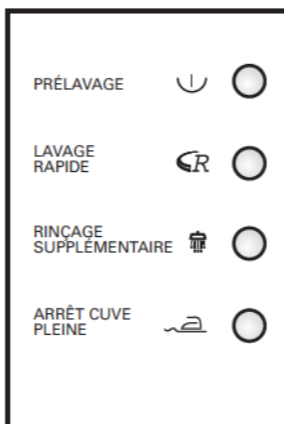 PRÉLAVAGE
LAVAGE
RAPIDE
R
RINÇAGE
SUPPLÉMENTAIRE
ARRÊT CUVE
PLEINE